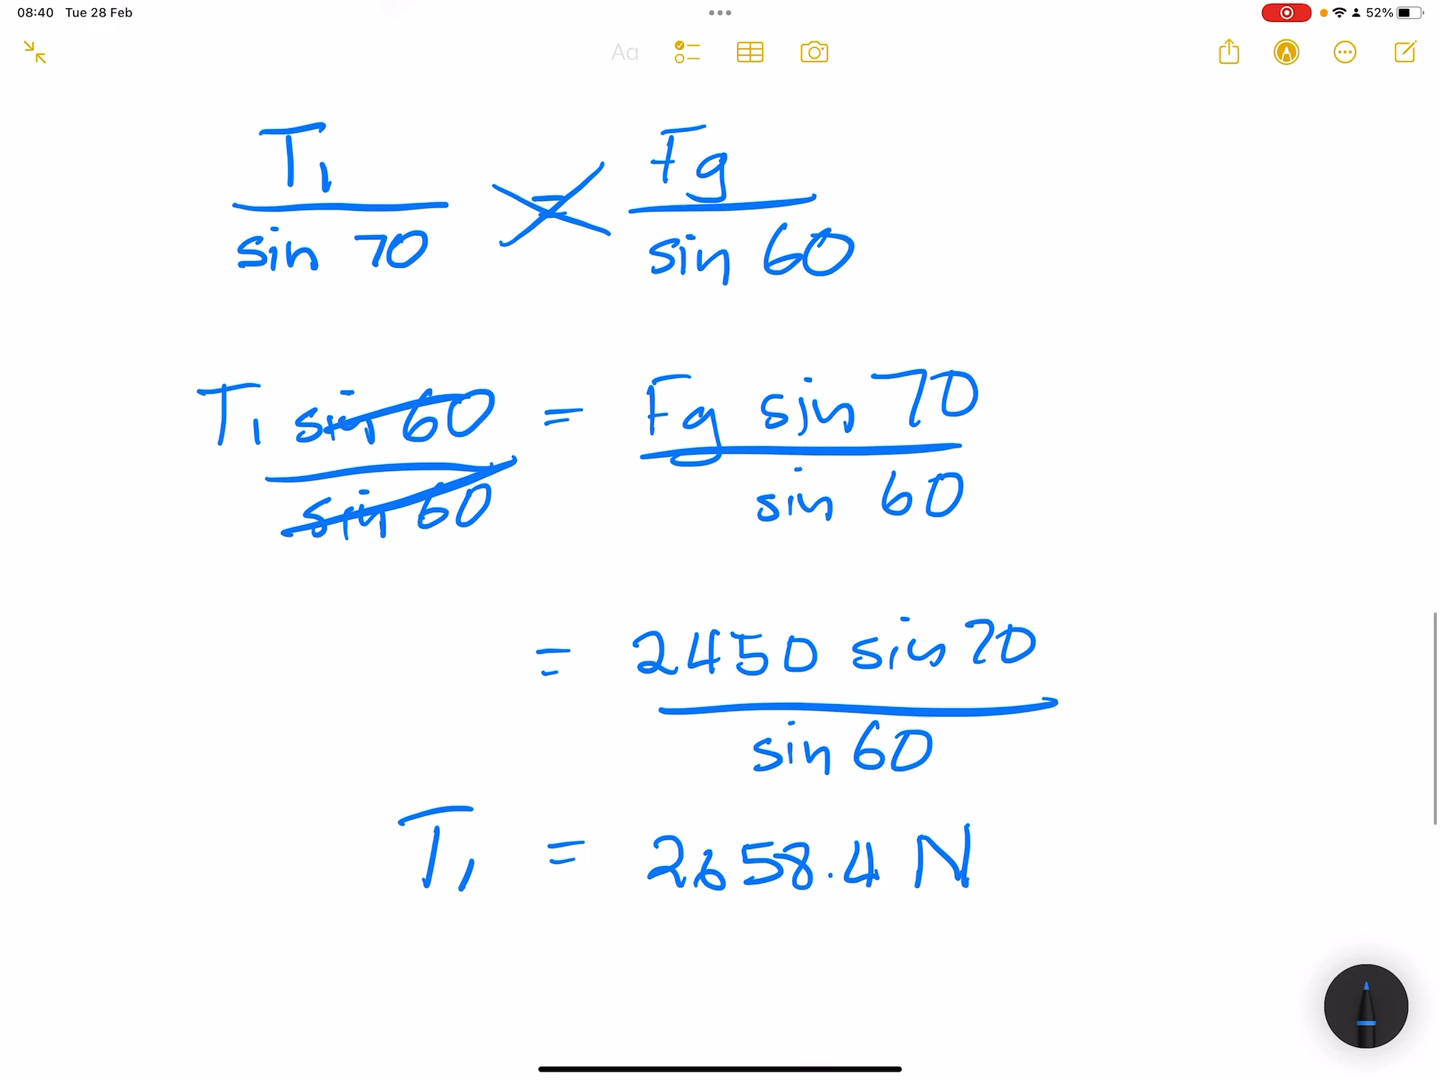 08:40 Tue 28 Feb 52%
Aa
T₁ / sin 70 = Fg / sin 60
T₁ sin 60 / sin 60 = Fg sin 70 / sin 60
= 2450 sin 70 / sin 60
T₁ = 2658.4 N